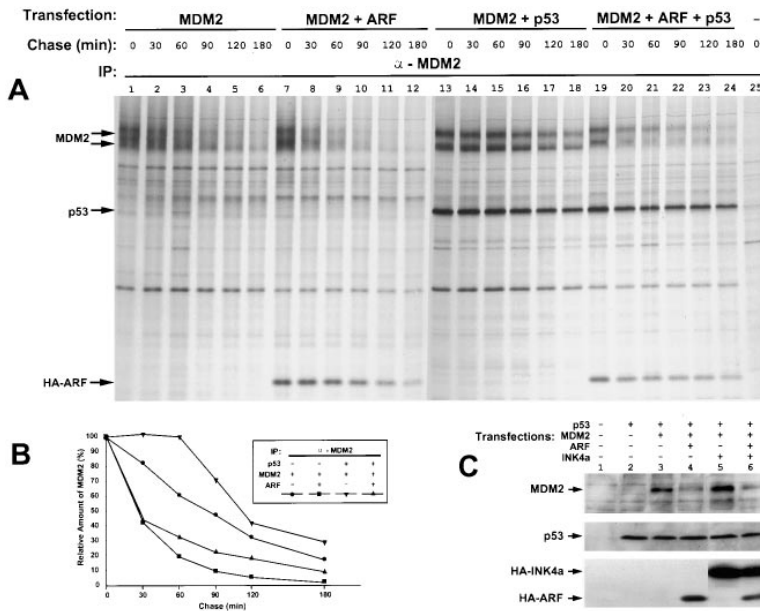 Transfection: MDM2 MDM2 + ARF MDM2 + p53 MDM2 + ARF + p53 –
Chase (min): 0 30 60 90 120 180 0 30 60 90 120 180 0 30 60 90 120 180 0 30 60 90 120 180 0
IP: α - MDM2
A 1 2 3 4 5 6 7 8 9 10 11 12 13 14 15 16 17 18 19 20 21 22 23 24 25
MDM2
p53
HA-ARF
B
Relative Amount of MDM2 (%)
100
90
80
70
60
50
40
30
20
10
0
0 30 60 90 120 180
Chase (min)
IP: α - MDM2
p53 - - + +
MDM2 + + + +
ARF - + - +
C
Transfections:
p53 - + + + + +
MDM2 - - + + + +
ARF - - - + - +
INK4a - - - - + +
1 2 3 4 5 6
MDM2
p53
HA-INK4a
HA-ARF